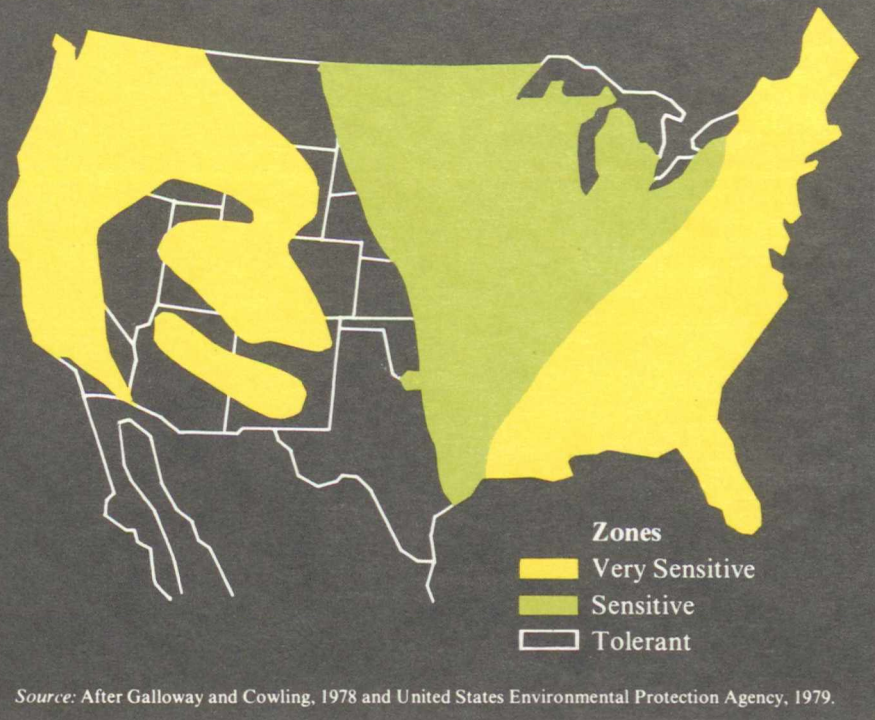 Zones
Very Sensitive
Sensitive
Tolerant
Source: After Galloway and Cowling, 1978 and United States Environmental Protection Agency, 1979.